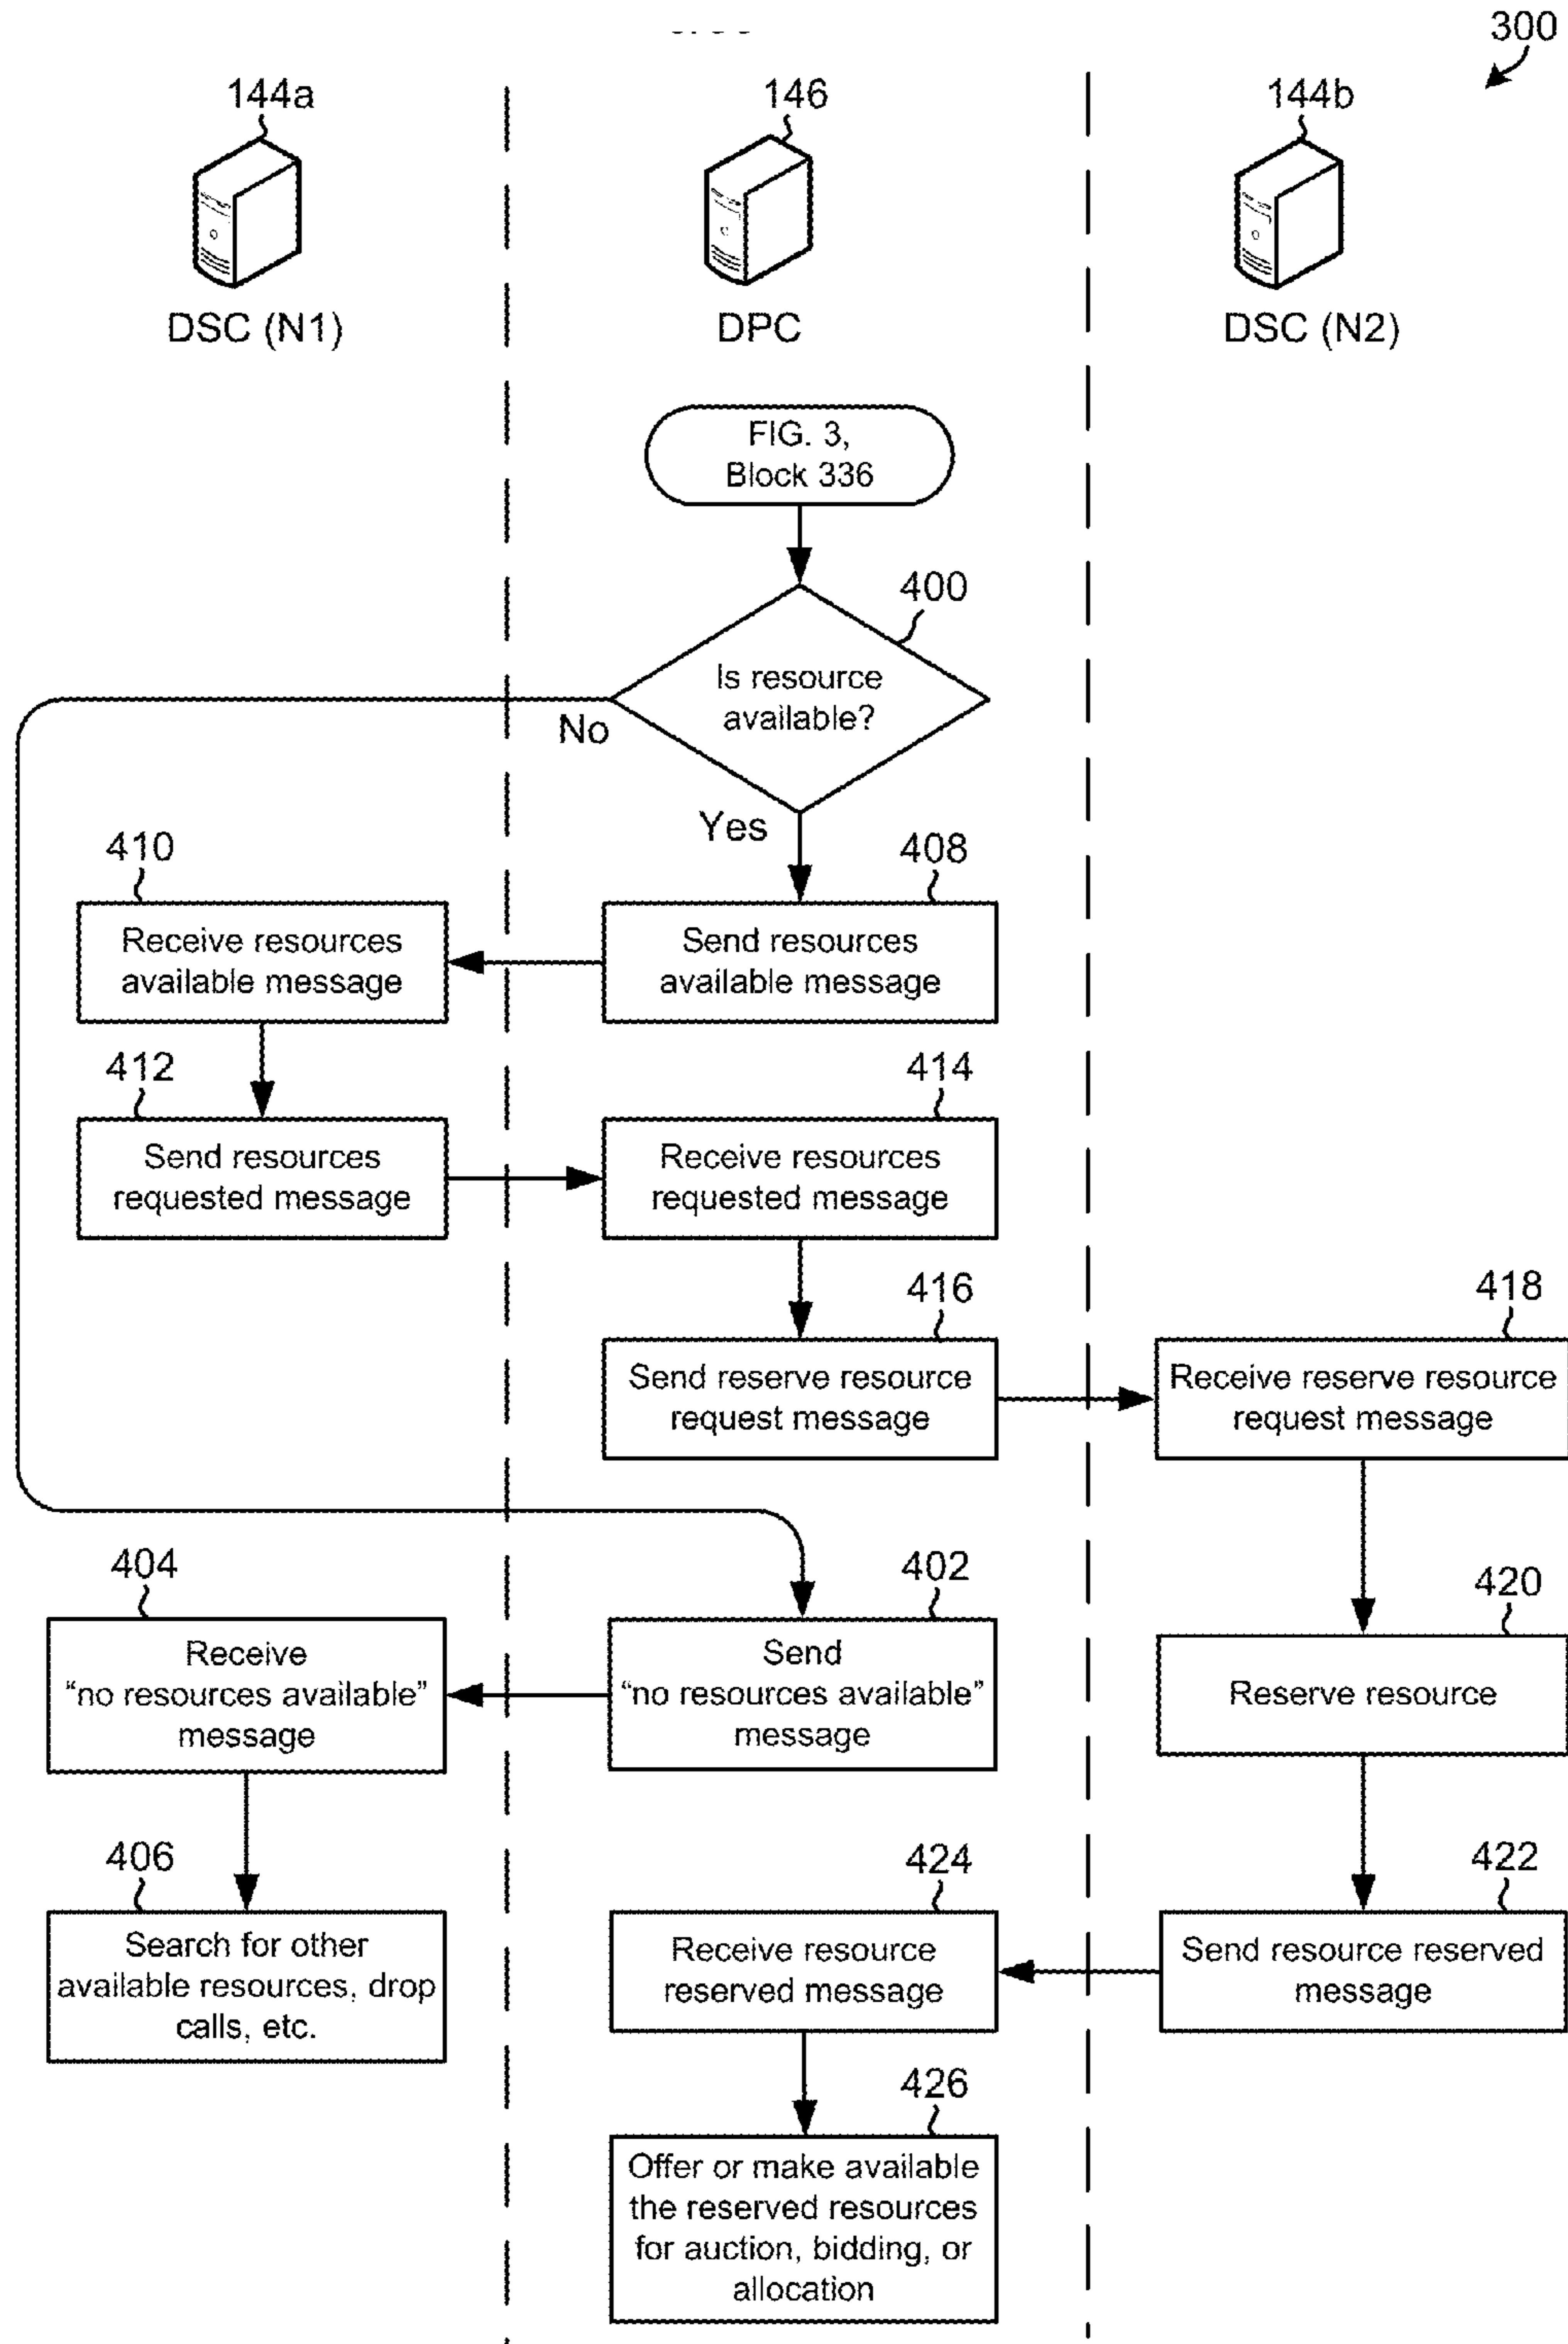 300
144a
146
144b
DSC (N1)
DPC
DSC (N2)
FIG. 3,
Block 336
400
Is resource
available?
No
Yes
410
408
Receive resources
available message
Send resources
available message
412
414
Send resources
requested message
Receive resources
requested message
416
418
Send reserve resource
request message
Receive reserve resource
request message
404
402
420
Receive
“no resources available”
message
Send
“no resources available”
message
Reserve resource
406
424
422
Search for other
available resources, drop
calls, etc.
Receive resource
reserved message
Send resource reserved
message
426
Offer or make available
the reserved resources
for auction, bidding, or
allocation